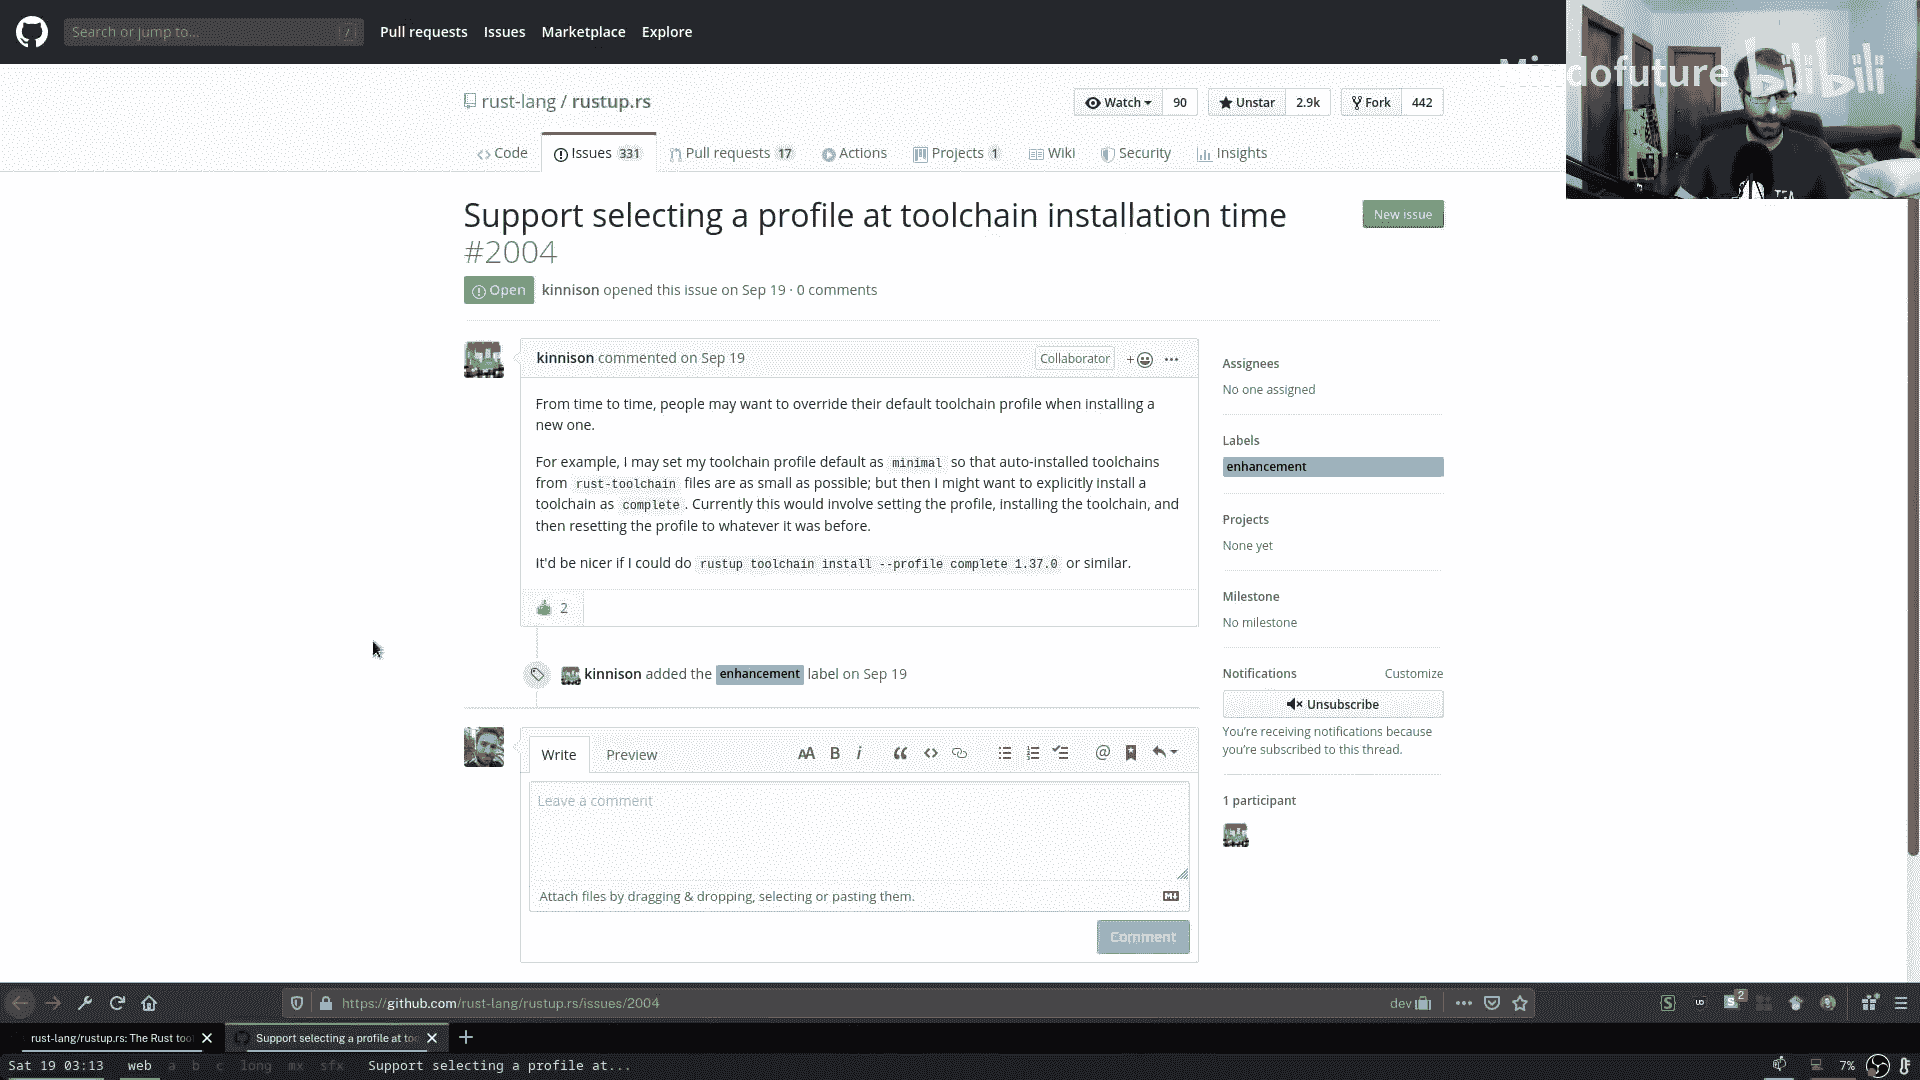 Search or jump to...
/
Pull requests
Issues
Marketplace
Explore
Mindofuture bilibili
rust-lang / rustup.rs
Watch 90
Unstar 2.9k
Fork 442
Code
Issues 331
Pull requests 17
Actions
Projects 1
Wiki
Security
Insights
Support selecting a profile at toolchain installation time
#2004
New issue
Open kinnison opened this issue on Sep 19 · 0 comments
kinnison commented on Sep 19
Collaborator
From time to time, people may want to override their default toolchain profile when installing a
new one.
For example, I may set my toolchain profile default as minimal so that auto-installed toolchains
from rust-toolchain files are as small as possible; but then I might want to explicitly install a
toolchain as complete. Currently this would involve setting the profile, installing the toolchain, and
then resetting the profile to whatever it was before.
It'd be nicer if I could do rustup toolchain install --profile complete 1.37.0 or similar.
2
kinnison added the enhancement label on Sep 19
Write
Preview
AA B i
Leave a comment
Attach files by dragging & dropping, selecting or pasting them.
Comment
Assignees
No one assigned
Labels
enhancement
Projects
None yet
Milestone
No milestone
Notifications
Customize
Unsubscribe
You're receiving notifications because
you're subscribed to this thread.
1 participant
https://github.com/rust-lang/rustup.rs/issues/2004
dev
2
rust-lang/rustup.rs: The Rust too
Support selecting a profile at too
Sat 19 03:13
web
a
b
c
long
mx
sfx
Support selecting a profile at...
7%